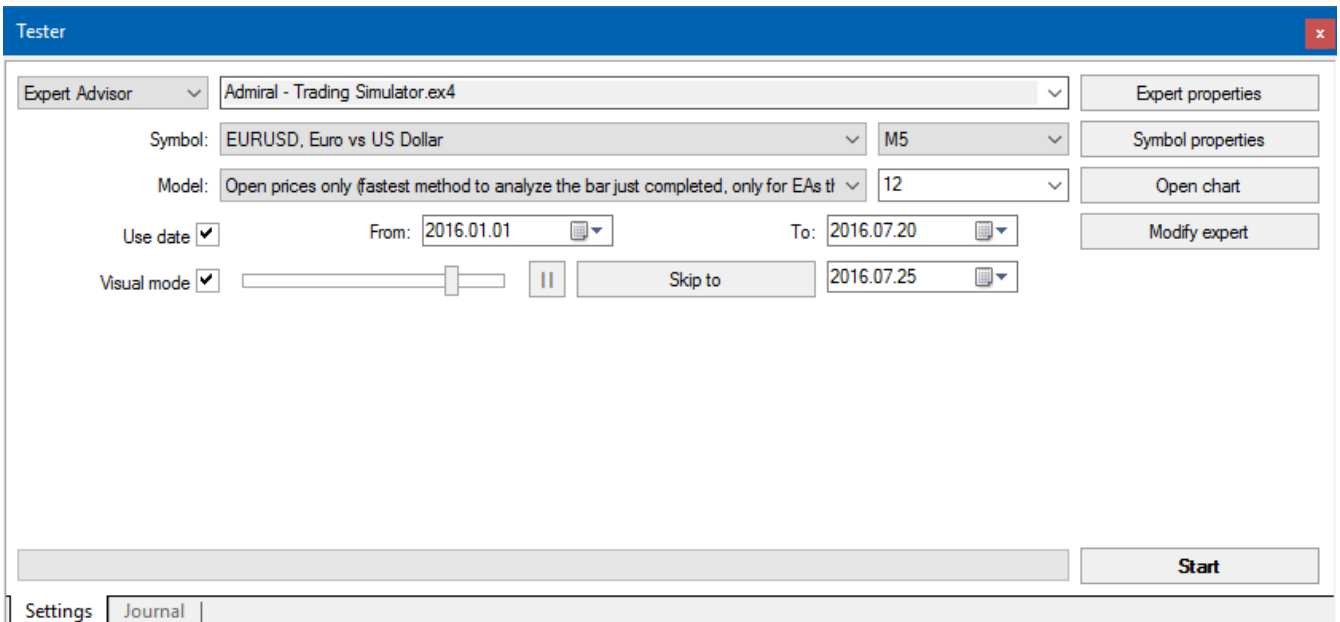 Tester x
Expert Advisor Admiral - Trading Simulator.ex4 Expert properties
Symbol: EURUSD, Euro vs US Dollar M5 Symbol properties
Model: Open prices only (fastest method to analyze the bar just completed, only for EAs th 12 Open chart
Use date From: 2016.01.01 To: 2016.07.20 Modify expert
Visual mode Skip to 2016.07.25
Start
Settings Journal